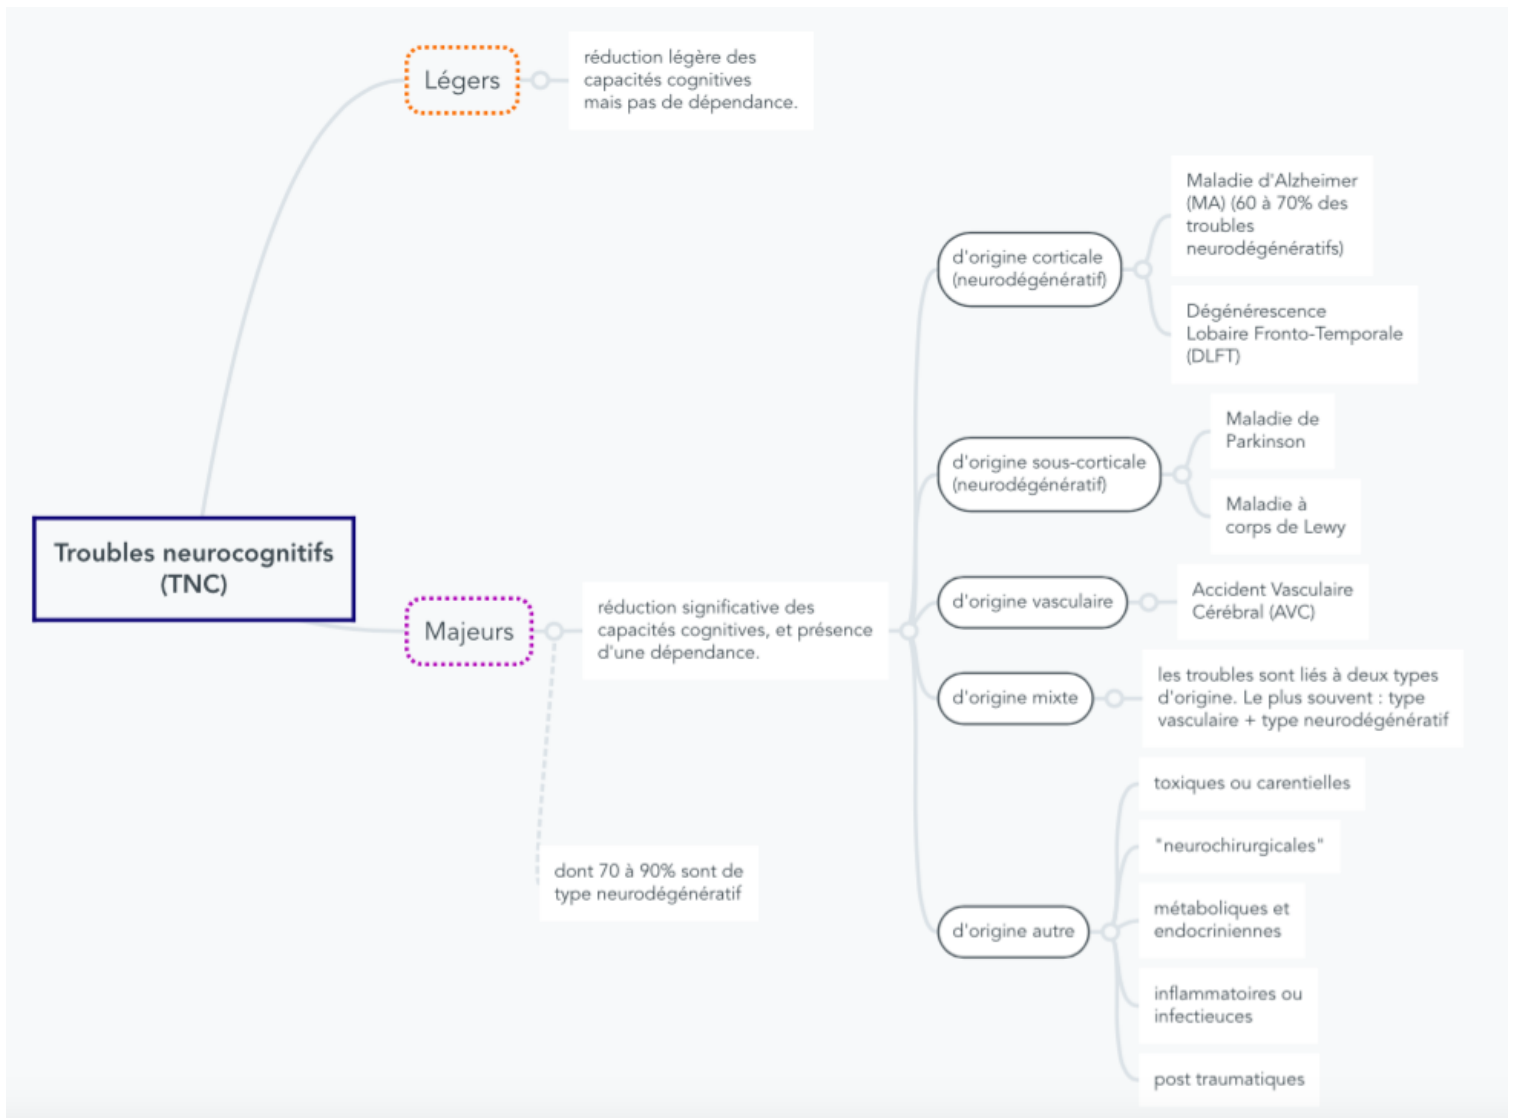 Troubles neurocognitifs
(TNC)
Légers
réduction légère des
capacités cognitives
mais pas de dépendance.
Majeurs
réduction significative des
capacités cognitives, et présence
d'une dépendance.
dont 70 à 90% sont de
type neurodégénératif
d'origine corticale
(neurodégénératif)
Maladie d'Alzheimer
(MA) (60 à 70% des
troubles
neurodégénératifs)
Dégénérescence
Lobaire Fronto-Temporale
(DLFT)
d'origine sous-corticale
(neurodégénératif)
Maladie de
Parkinson
Maladie à
corps de Lewy
d'origine vasculaire
Accident Vasculaire
Cérébral (AVC)
d'origine mixte
les troubles sont liés à deux types
d'origine. Le plus souvent : type
vasculaire + type neurodégénératif
d'origine autre
toxiques ou carentielles
"neurochirurgicales"
métaboliques et
endocriniennes
inflammatoires ou
infectieuces
post traumatiques